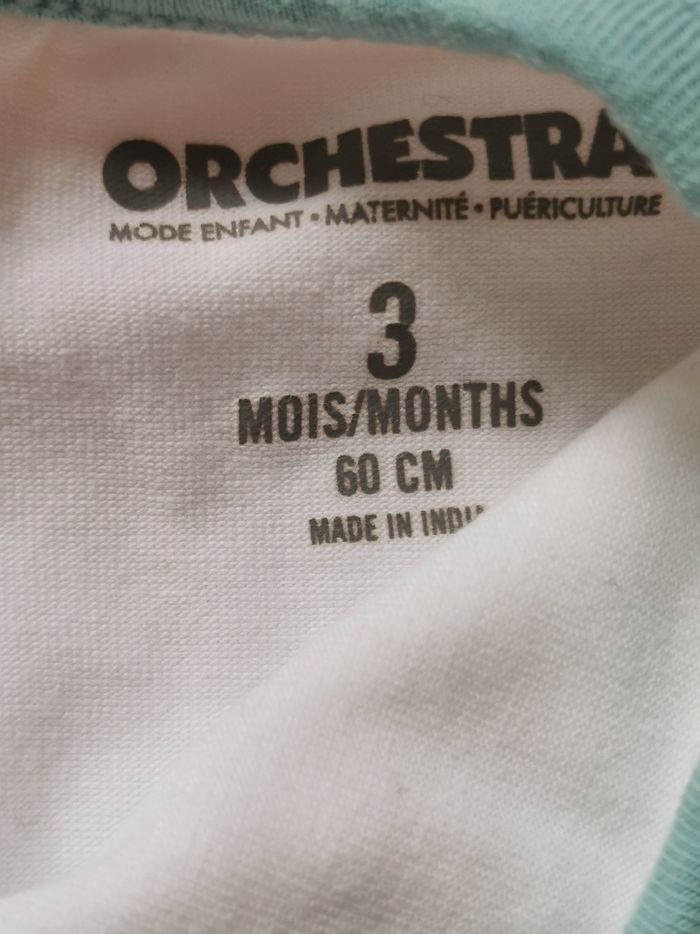 ORCHESTRA
MODE ENFANT • MATERNITÉ • PUÉRICULTURE
3
MOIS/MONTHS
60 CM
MADE IN INDIA